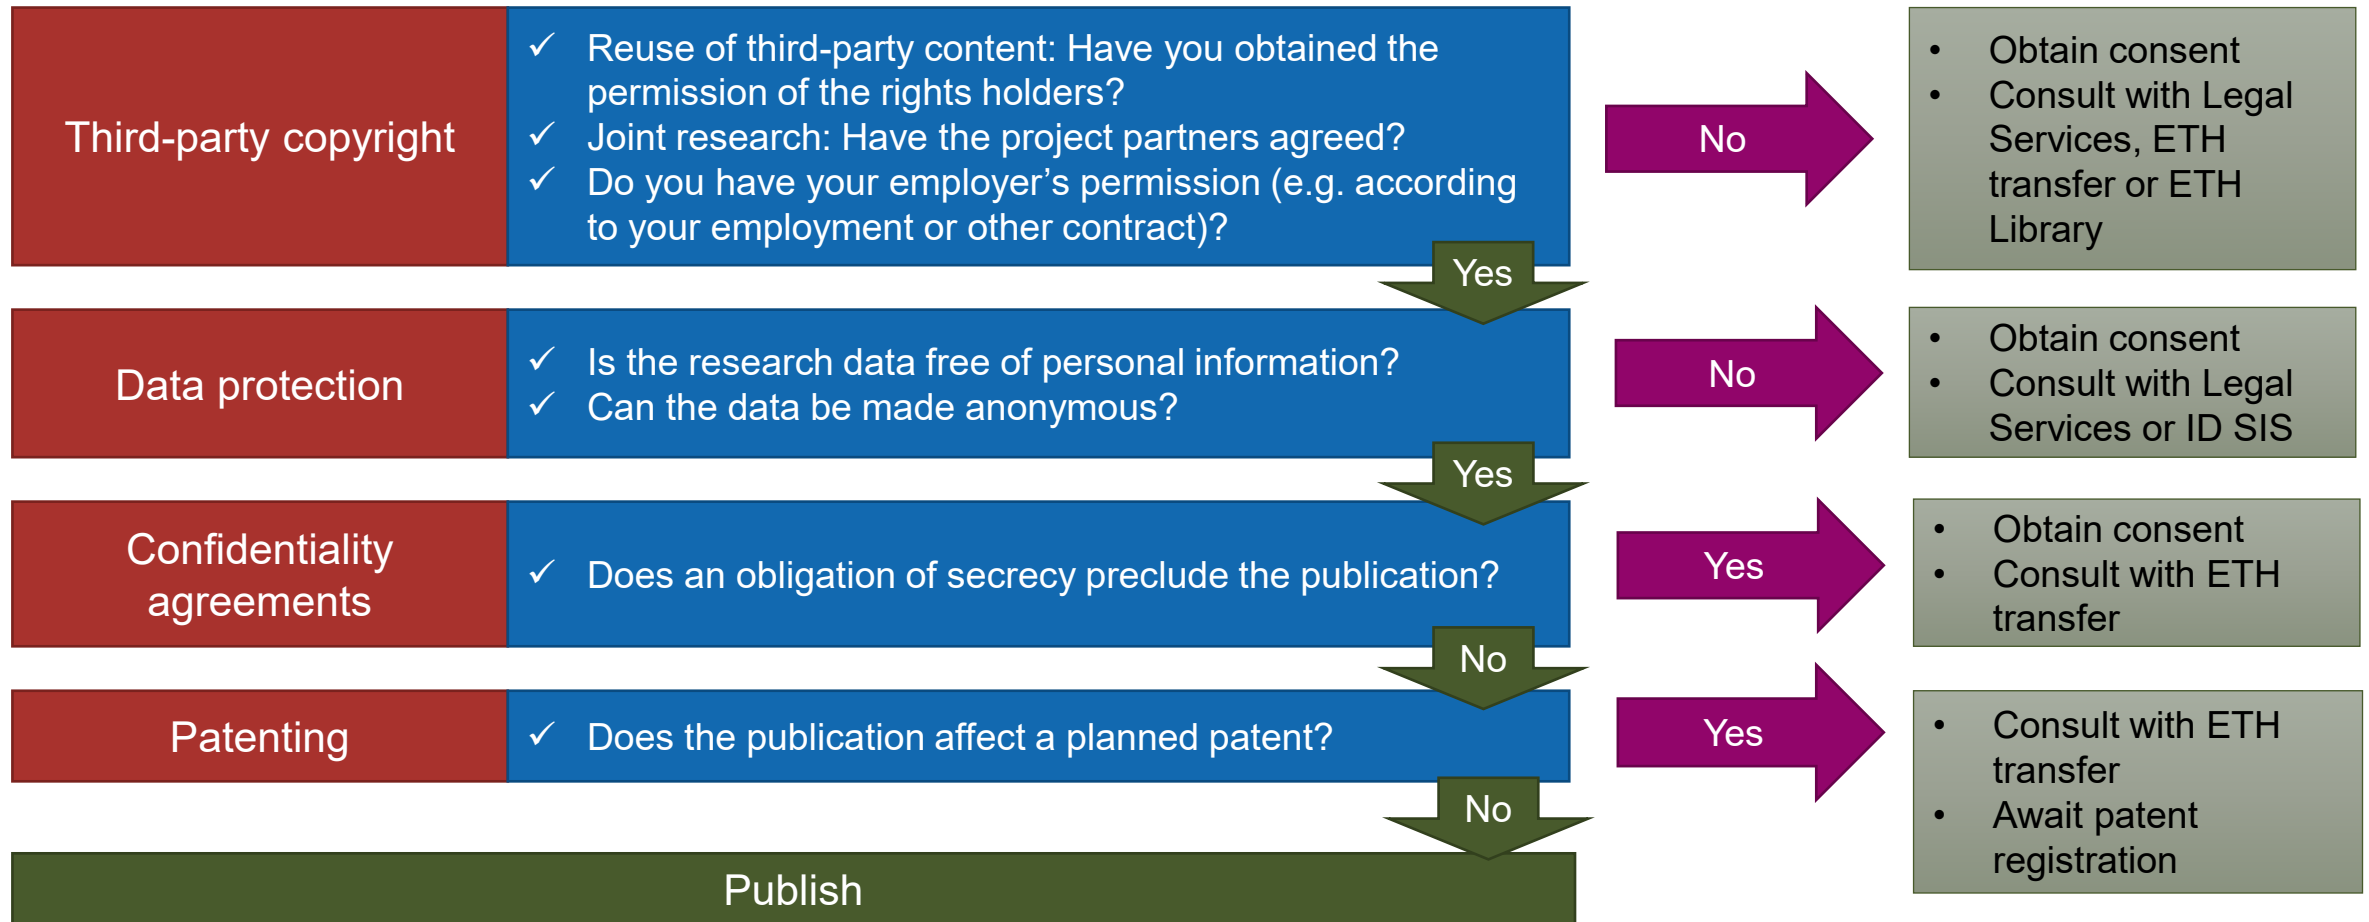 Third-party copyright
✓ Reuse of third-party content: Have you obtained the
permission of the rights holders?
✓ Joint research: Have the project partners agreed?
✓ Do you have your employer’s permission (e.g. according
to your employment or other contract)?
No
• Obtain consent
• Consult with Legal
Services, ETH
transfer or ETH
Library
Yes
Data protection
✓ Is the research data free of personal information?
✓ Can the data be made anonymous?
No
• Obtain consent
• Consult with Legal
Services or ID SIS
Yes
Confidentiality
agreements
✓ Does an obligation of secrecy preclude the publication?
Yes
• Obtain consent
• Consult with ETH
transfer
No
Patenting
✓ Does the publication affect a planned patent?
Yes
• Consult with ETH
transfer
• Await patent
registration
No
Publish